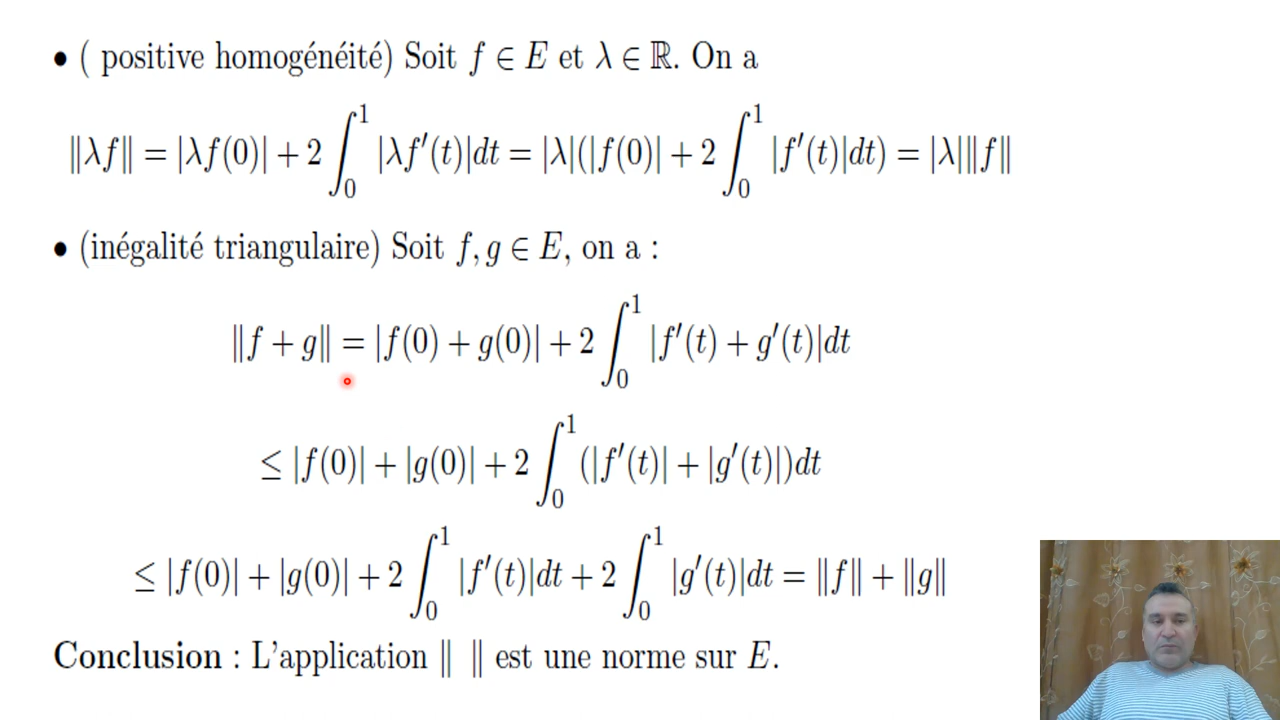 • ( positive homogénéité) Soit f ∈ E et λ ∈ ℝ. On a
‖λf‖ = |λf(0)| + 2 ∫₀¹ |λf′(t)|dt = |λ|(|f(0)| + 2 ∫₀¹ |f′(t)|dt) = |λ|‖f‖
• (inégalité triangulaire) Soit f, g ∈ E, on a :
‖f + g‖ = |f(0) + g(0)| + 2 ∫₀¹ |f′(t) + g′(t)|dt
≤ |f(0)| + |g(0)| + 2 ∫₀¹ (|f′(t)| + |g′(t)|)dt
≤ |f(0)| + |g(0)| + 2 ∫₀¹ |f′(t)|dt + 2 ∫₀¹ |g′(t)|dt = ‖f‖ + ‖g‖
Conclusion : L'application ‖ ‖ est une norme sur E.